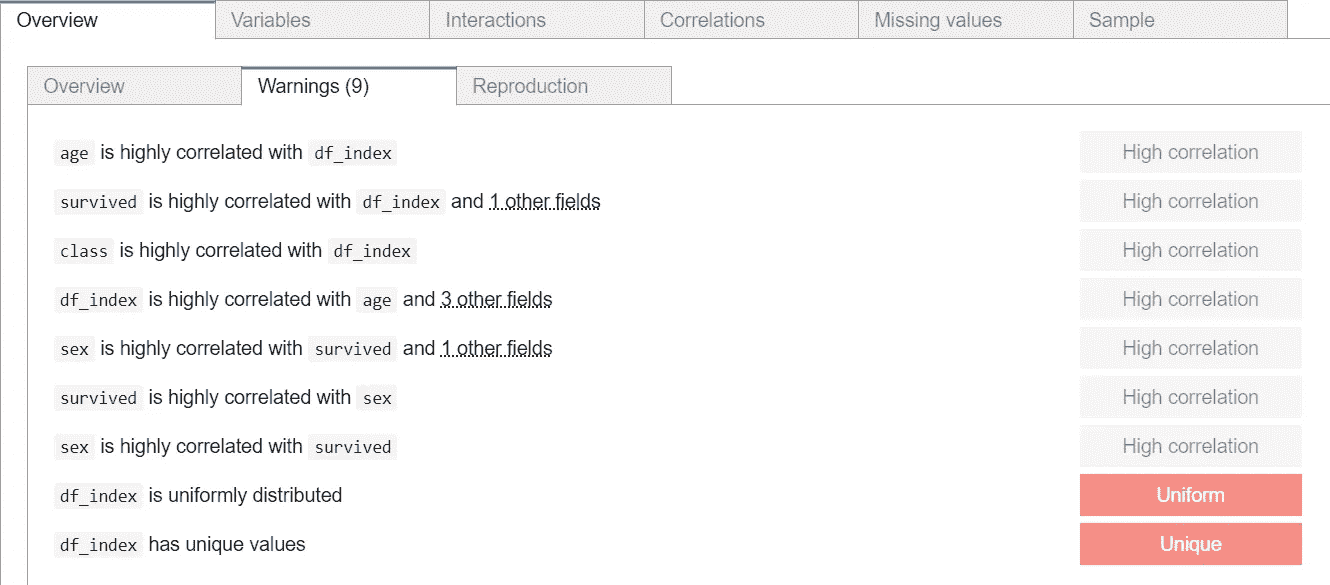 Overview Variables Interactions Correlations Missing values Sample
Overview Warnings (9) Reproduction
age is highly correlated with df_index High correlation
survived is highly correlated with df_index and 1 other fields High correlation
class is highly correlated with df_index High correlation
df_index is highly correlated with age and 3 other fields High correlation
sex is highly correlated with survived and 1 other fields High correlation
survived is highly correlated with sex High correlation
sex is highly correlated with survived High correlation
df_index is uniformly distributed Uniform
df_index has unique values Unique